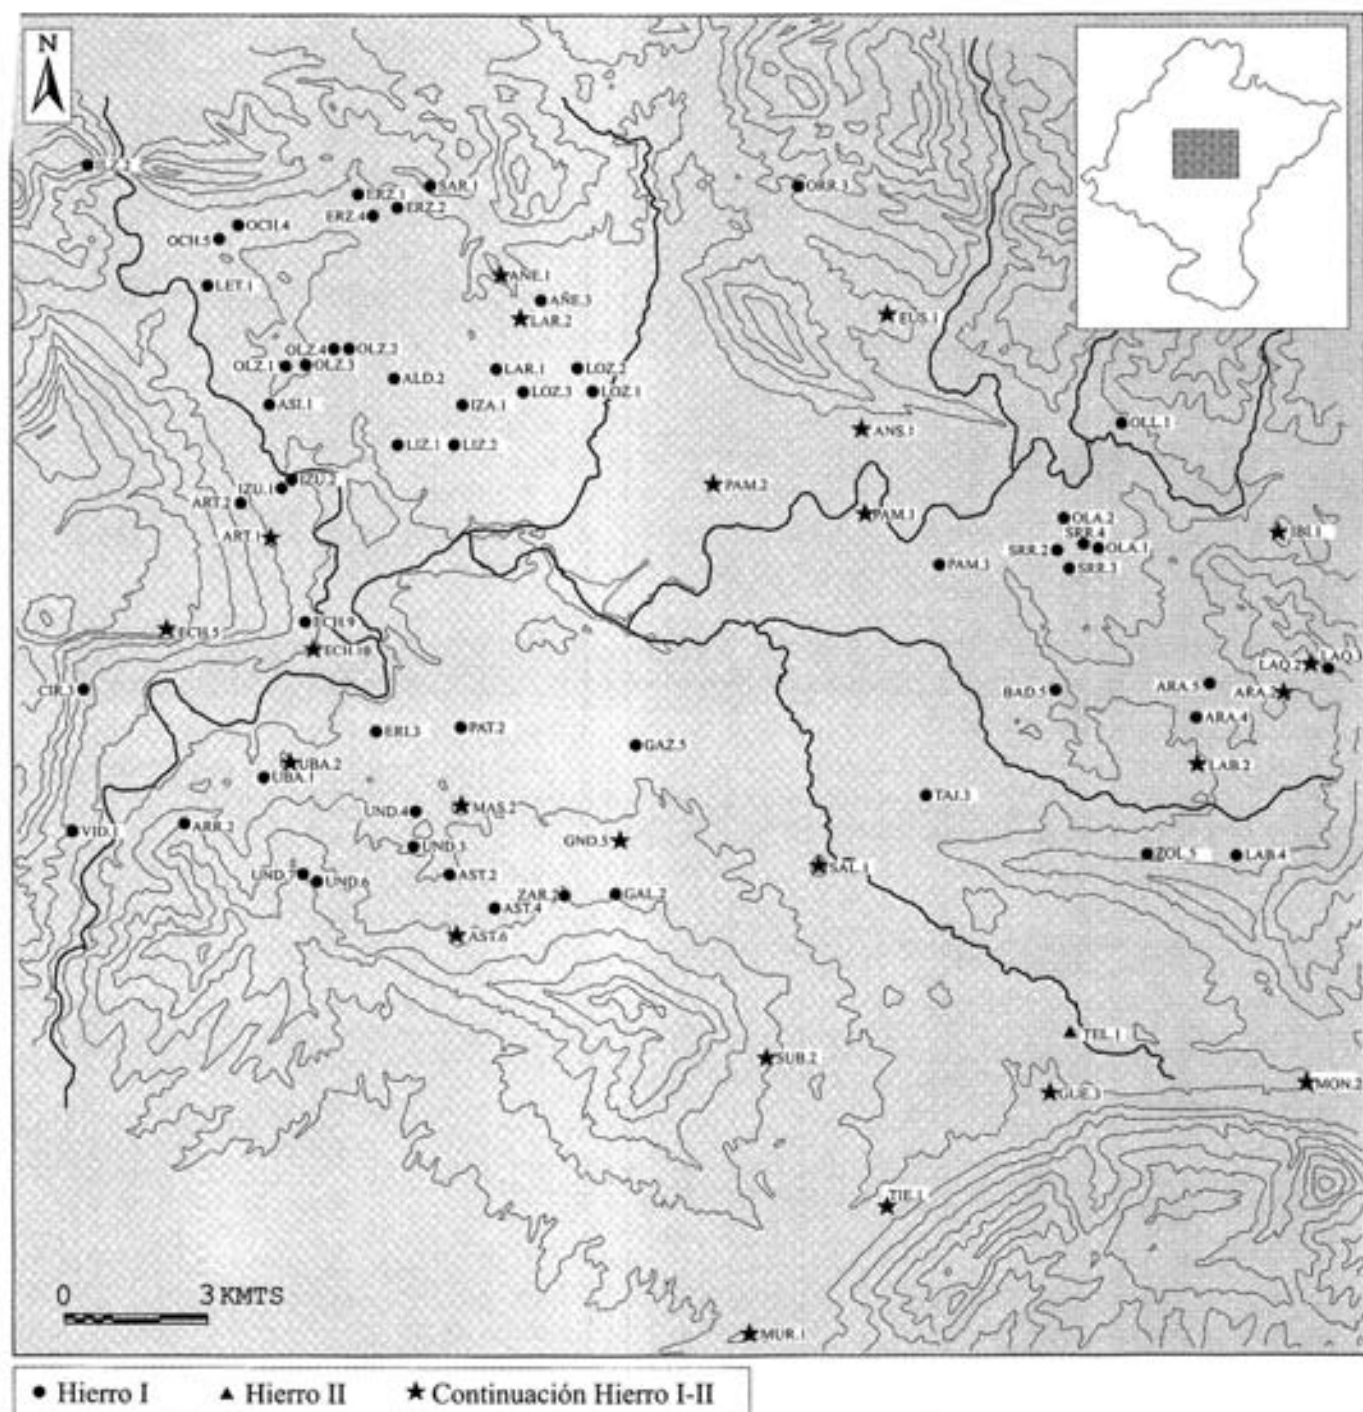 N
SAR.1
ERZ.1
ERZ.2
ERZ.4
ORR.3
OCH.4
OCH.5
AÑE.1
LET.1
AÑE.3
LAR.2
EUS.1
OLZ.4
OLZ.3
OLZ.1
LAR.1
LOZ.2
ALD.2
LOZ.3
LOZ.1
ASI.1
IZA.1
OLL.1
ANS.1
LIZ.1
LIZ.2
IZU.2
IZU.1
PAM.2
ART.2
PAM.1
OLA.2
ART.1
SRR.4
IBI.1
SRR.2
OLA.1
PAM.3
SRR.3
ECH.9
ECH.5
ECH.10
LAQ.2
CIR.3
BAD.5
ARA.5
ARA.4
ERI.3
PAT.2
GAZ.5
UBA.2
LAB.2
UBA.1
TAJ.3
MAS.2
UND.4
VID.1
ARR.2
GND.5
UND.3
ZOL.5
LAB.4
SAL.1
UND.7
UND.6
AST.2
ZAR.2
GAL.2
AST.4
AST.6
TEL.1
SUB.2
MON.2
GUE.3
TIE.1
0 3 KMTS
MUR.1
Hierro I Hierro II Continuación Hierro I-II